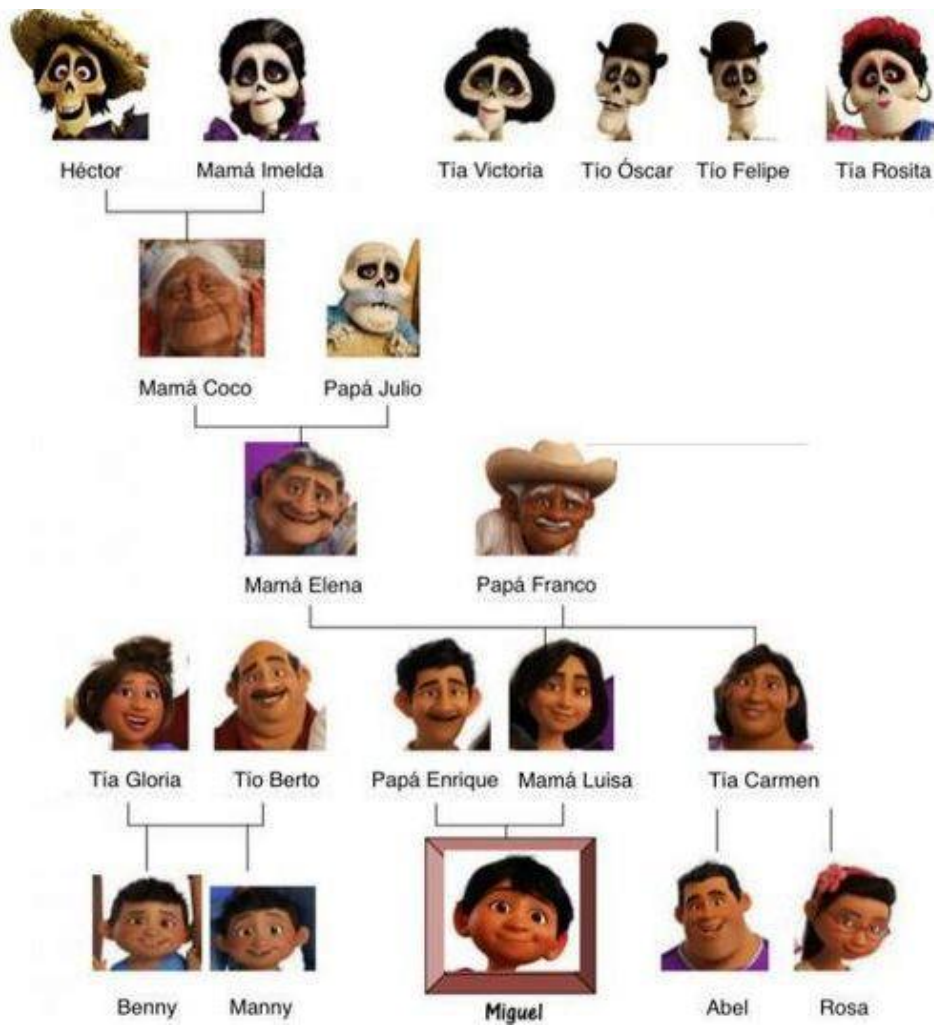 Héctor Mamá Imelda Tía Victoria Tío Óscar Tío Felipe Tía Rosita
Mamá Coco Papá Julio
Mamá Elena Papá Franco
Tía Gloria Tío Berto Papá Enrique Mamá Luisa Tía Carmen
Benny Manny Miguel Abel Rosa